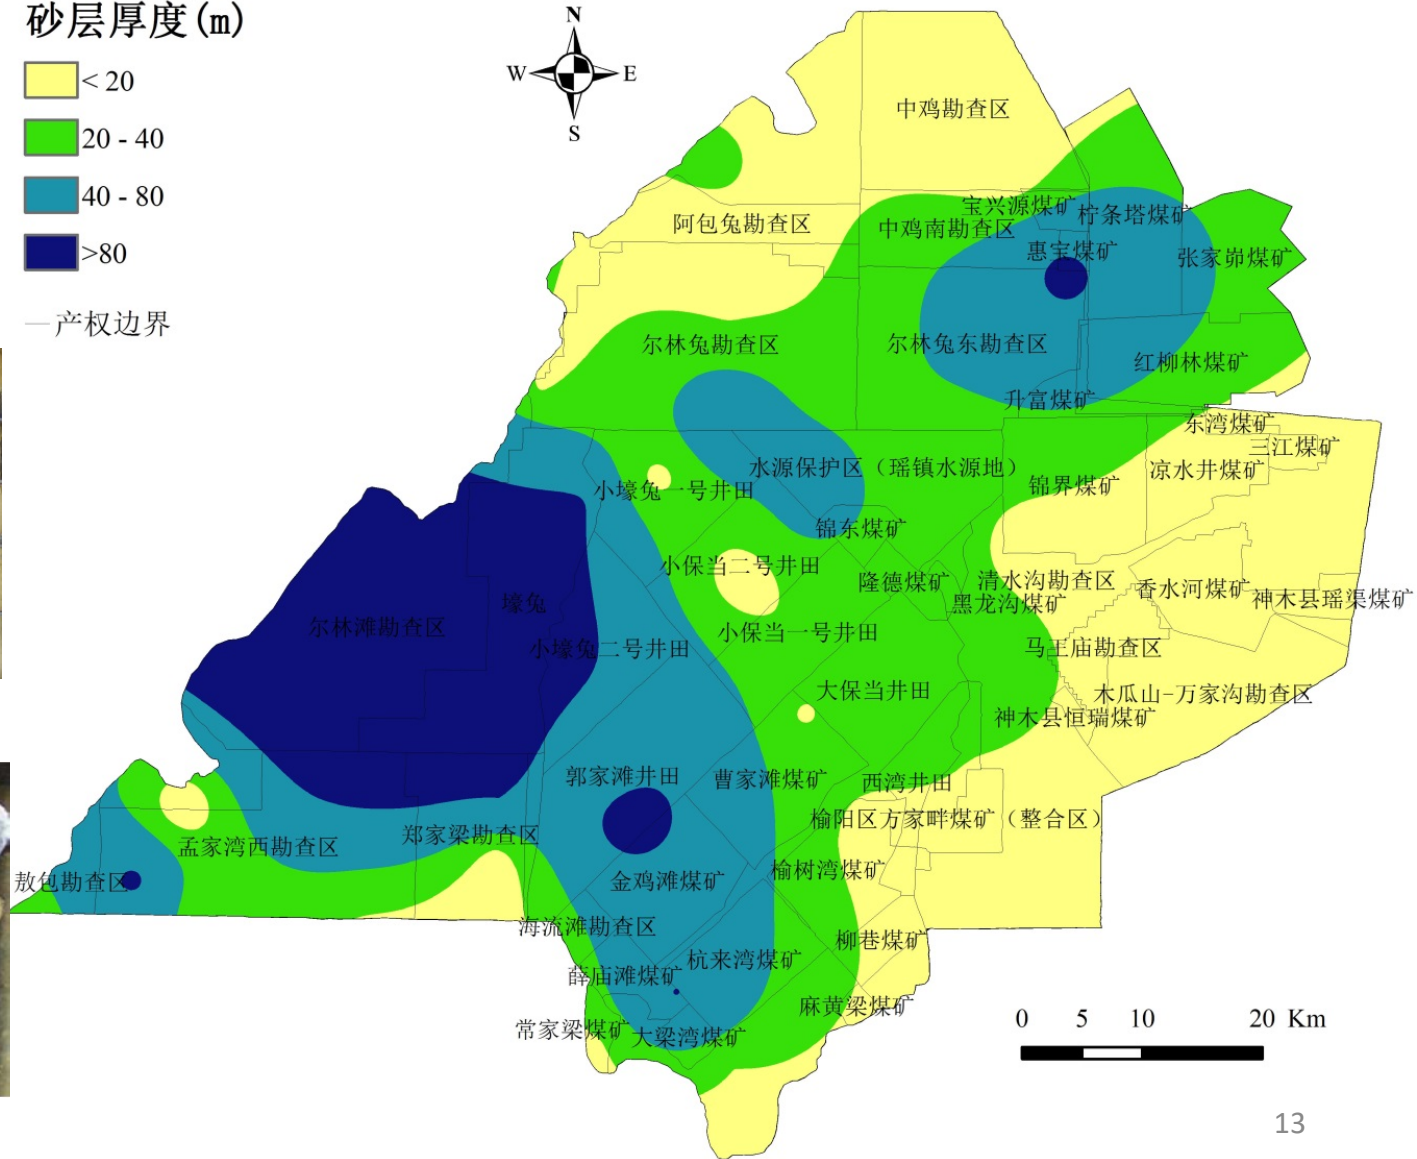 砂层厚度(m)
< 20
20 - 40
40 - 80
>80
产权边界
N
W
E
S
中鸡勘查区
阿包兔勘查区
宝兴源煤矿
柠条塔煤矿
中鸡南勘查区
惠宝煤矿
张家峁煤矿
尔林兔勘查区
尔林兔东勘查区
红柳林煤矿
升富煤矿
东湾煤矿
三江煤矿
水源保护区（瑶镇水源地）
凉水井煤矿
小壕兔一号井田
锦界煤矿
锦东煤矿
小保当二号井田
隆德煤矿
清水沟勘查区
香水河煤矿
神木县瑶渠煤矿
黑龙沟煤矿
壕兔
尔林滩勘查区
小保当一号井田
小壕兔二号井田
马王庙勘查区
大保当井田
木瓜山-万家沟勘查区
神木县恒瑞煤矿
郭家滩井田
曹家滩煤矿
西湾井田
榆阳区方家畔煤矿（整合区）
郑家梁勘查区
孟家湾西勘查区
榆树湾煤矿
敖包勘查区
金鸡滩煤矿
海流滩勘查区
柳巷煤矿
杭来湾煤矿
薛庙滩煤矿
麻黄梁煤矿
常家梁煤矿
大梁湾煤矿
0 5 10 20 Km
13